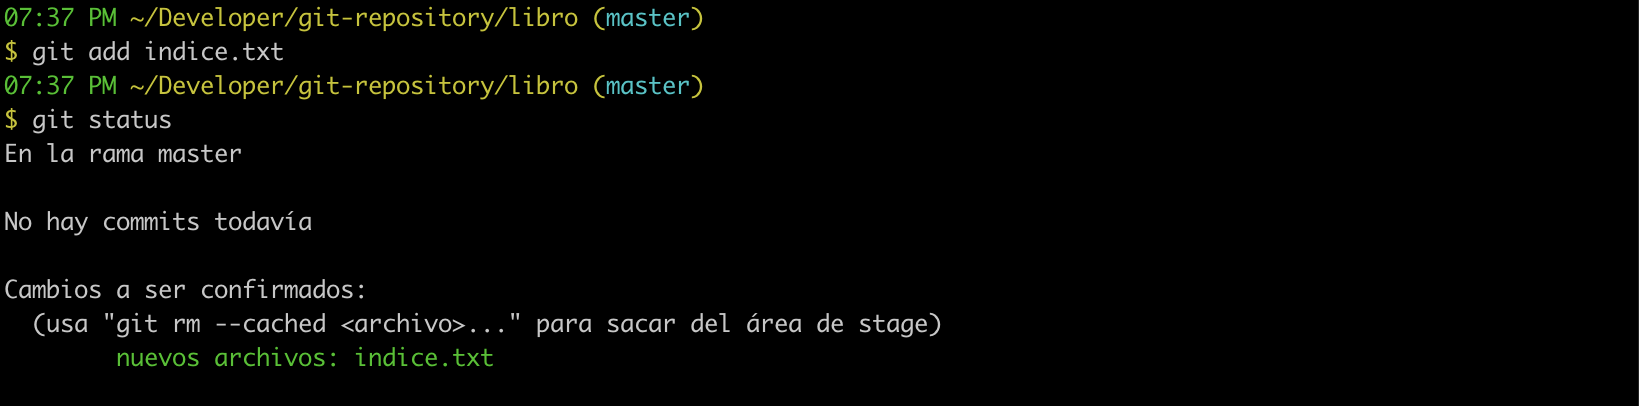 07:37 PM ~/Developer/git-repository/libro (master)
$ git add indice.txt
07:37 PM ~/Developer/git-repository/libro (master)
$ git status
En la rama master
No hay commits todavía
Cambios a ser confirmados:
(usa "git rm --cached <archivo>..." para sacar del área de stage)
nuevos archivos: indice.txt